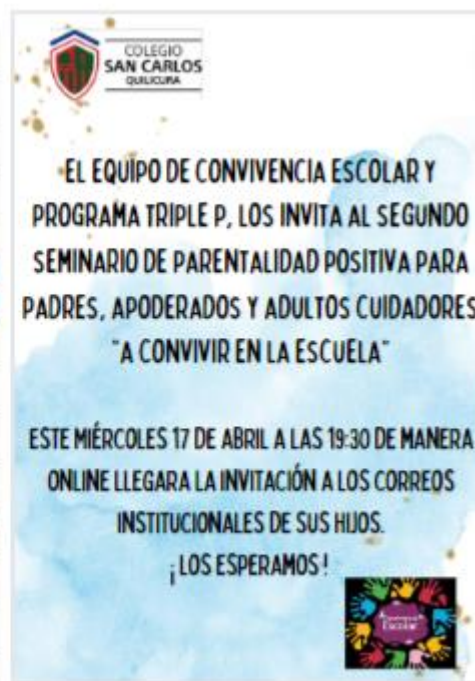 COLEGIO
SAN CARLOS
QUILICURA
EL EQUIPO DE CONVIVENCIA ESCOLAR Y
PROGRAMA TRIPLE P, LOS INVITA AL SEGUNDO
SEMINARIO DE PARENTALIDAD POSITIVA PARA
PADRES, APODERADOS Y ADULTOS CUIDADORES
"A CONVIVIR EN LA ESCUELA"
ESTE MIÉRCOLES 17 DE ABRIL A LAS 19:30 DE MANERA
ONLINE LLEGARA LA INVITACIÓN A LOS CORREOS
INSTITUCIONALES DE SUS HIJOS.
¡LOS ESPERAMOS!
Escolar